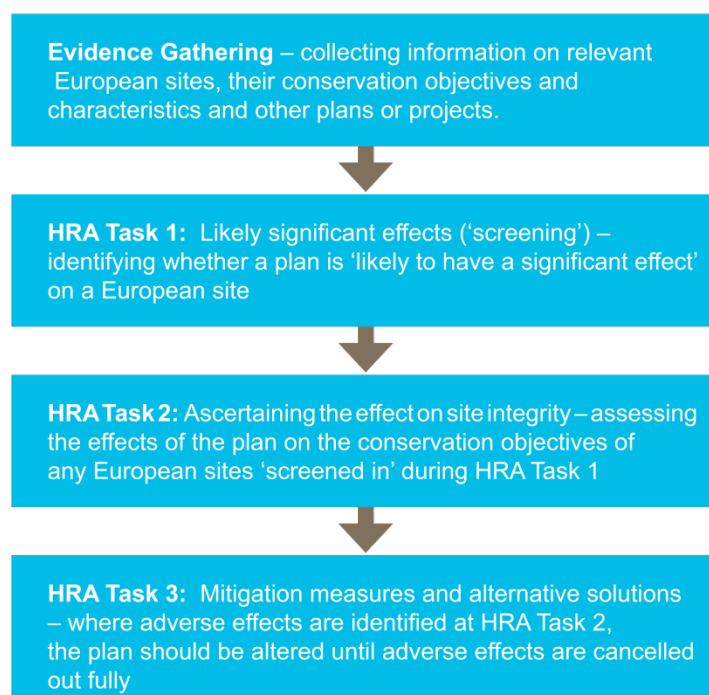 Evidence Gathering – collecting information on relevant
European sites, their conservation objectives and
characteristics and other plans or projects.
HRA Task 1: Likely significant effects (‘screening’) –
identifying whether a plan is ‘likely to have a significant effect’
on a European site
HRA Task 2: Ascertaining the effect on site integrity – assessing
the effects of the plan on the conservation objectives of
any European sites ‘screened in’ during HRA Task 1
HRA Task 3: Mitigation measures and alternative solutions
– where adverse effects are identified at HRA Task 2,
the plan should be altered until adverse effects are cancelled
out fully